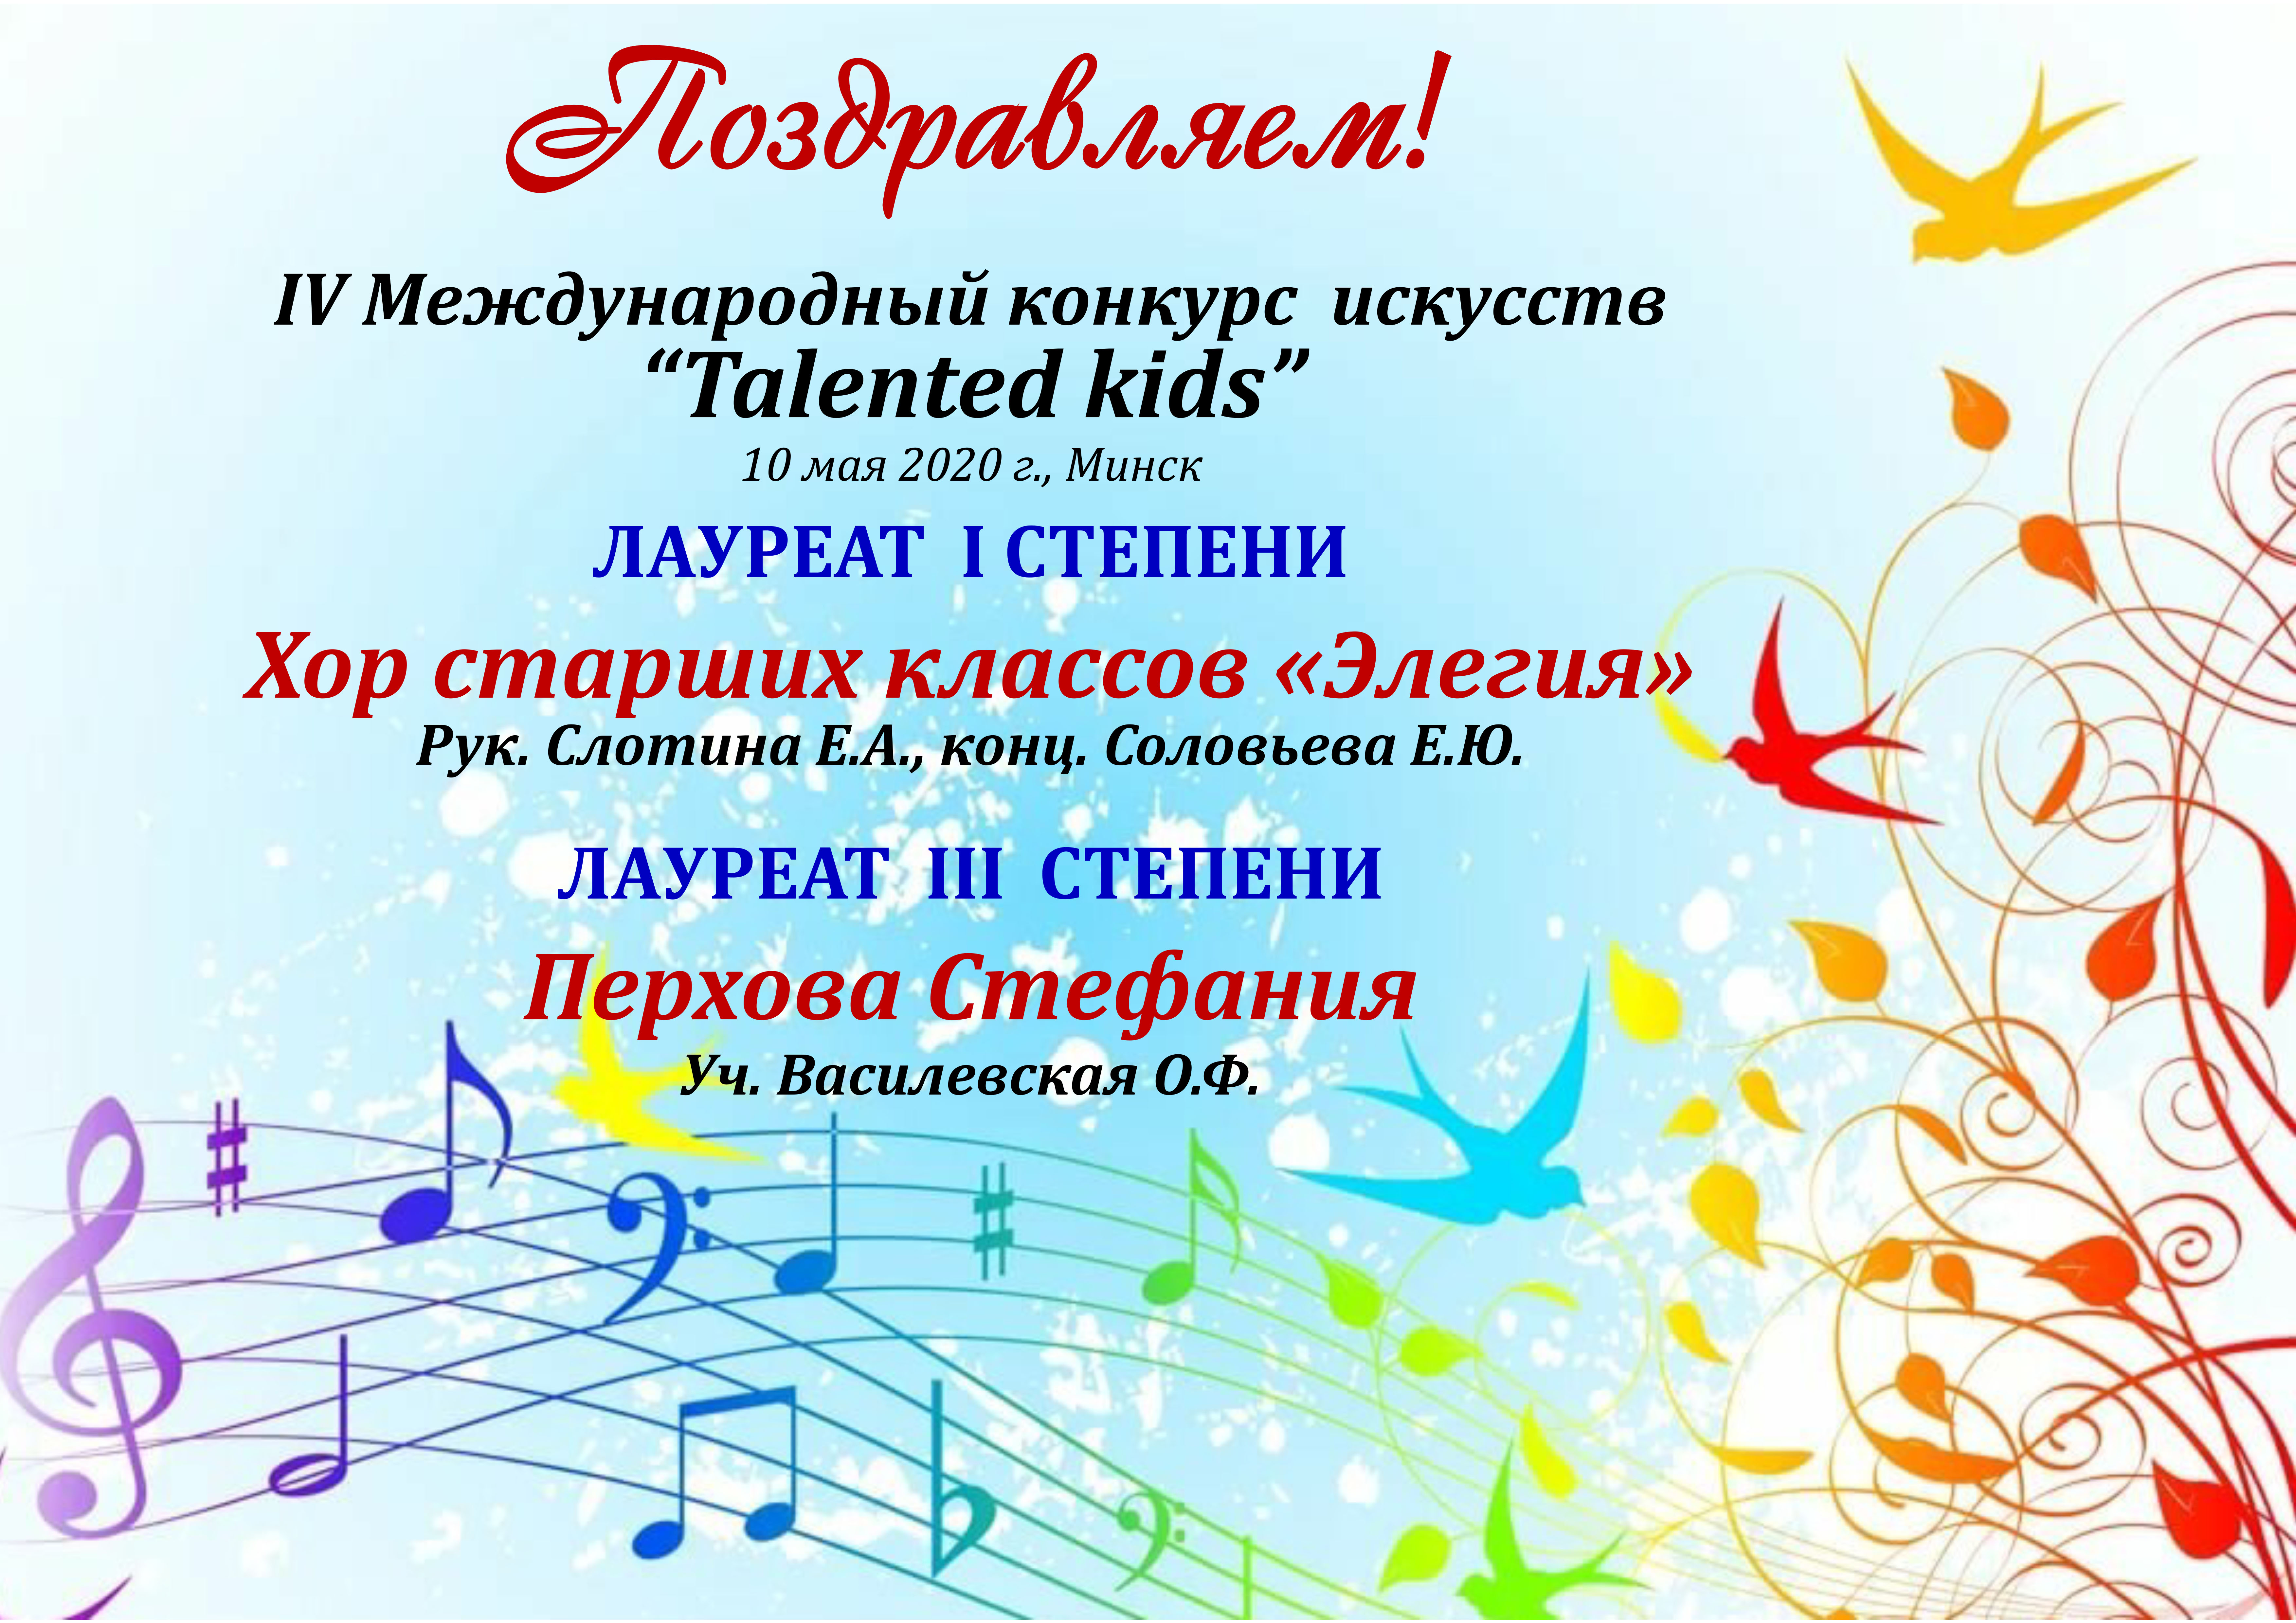 Поздравляем!
IV Международный конкурс искусств
“Talented kids”
10 мая 2020 г., Минск
ЛАУРЕАТ I СТЕПЕНИ
Хор старших классов «Элегия»
Рук. Слотина Е.А., конц. Соловьева Е.Ю.
ЛАУРЕАТ III СТЕПЕНИ
Перхова Стефания
Уч. Василевская О.Ф.